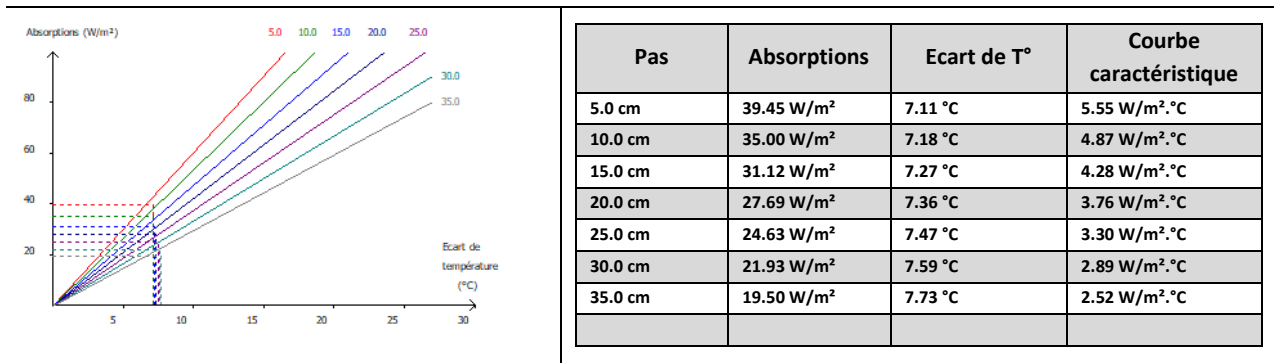 Absorptions (W/m²)
5.0 10.0 15.0 20.0 25.0
30.0
35.0
80
60
40
20
Ecart de
température
(°C)
5 10 15 20 25 30
Pas Absorptions Ecart de T° Courbe
caractéristique
5.0 cm 39.45 W/m² 7.11 °C 5.55 W/m².°C
10.0 cm 35.00 W/m² 7.18 °C 4.87 W/m².°C
15.0 cm 31.12 W/m² 7.27 °C 4.28 W/m².°C
20.0 cm 27.69 W/m² 7.36 °C 3.76 W/m².°C
25.0 cm 24.63 W/m² 7.47 °C 3.30 W/m².°C
30.0 cm 21.93 W/m² 7.59 °C 2.89 W/m².°C
35.0 cm 19.50 W/m² 7.73 °C 2.52 W/m².°C